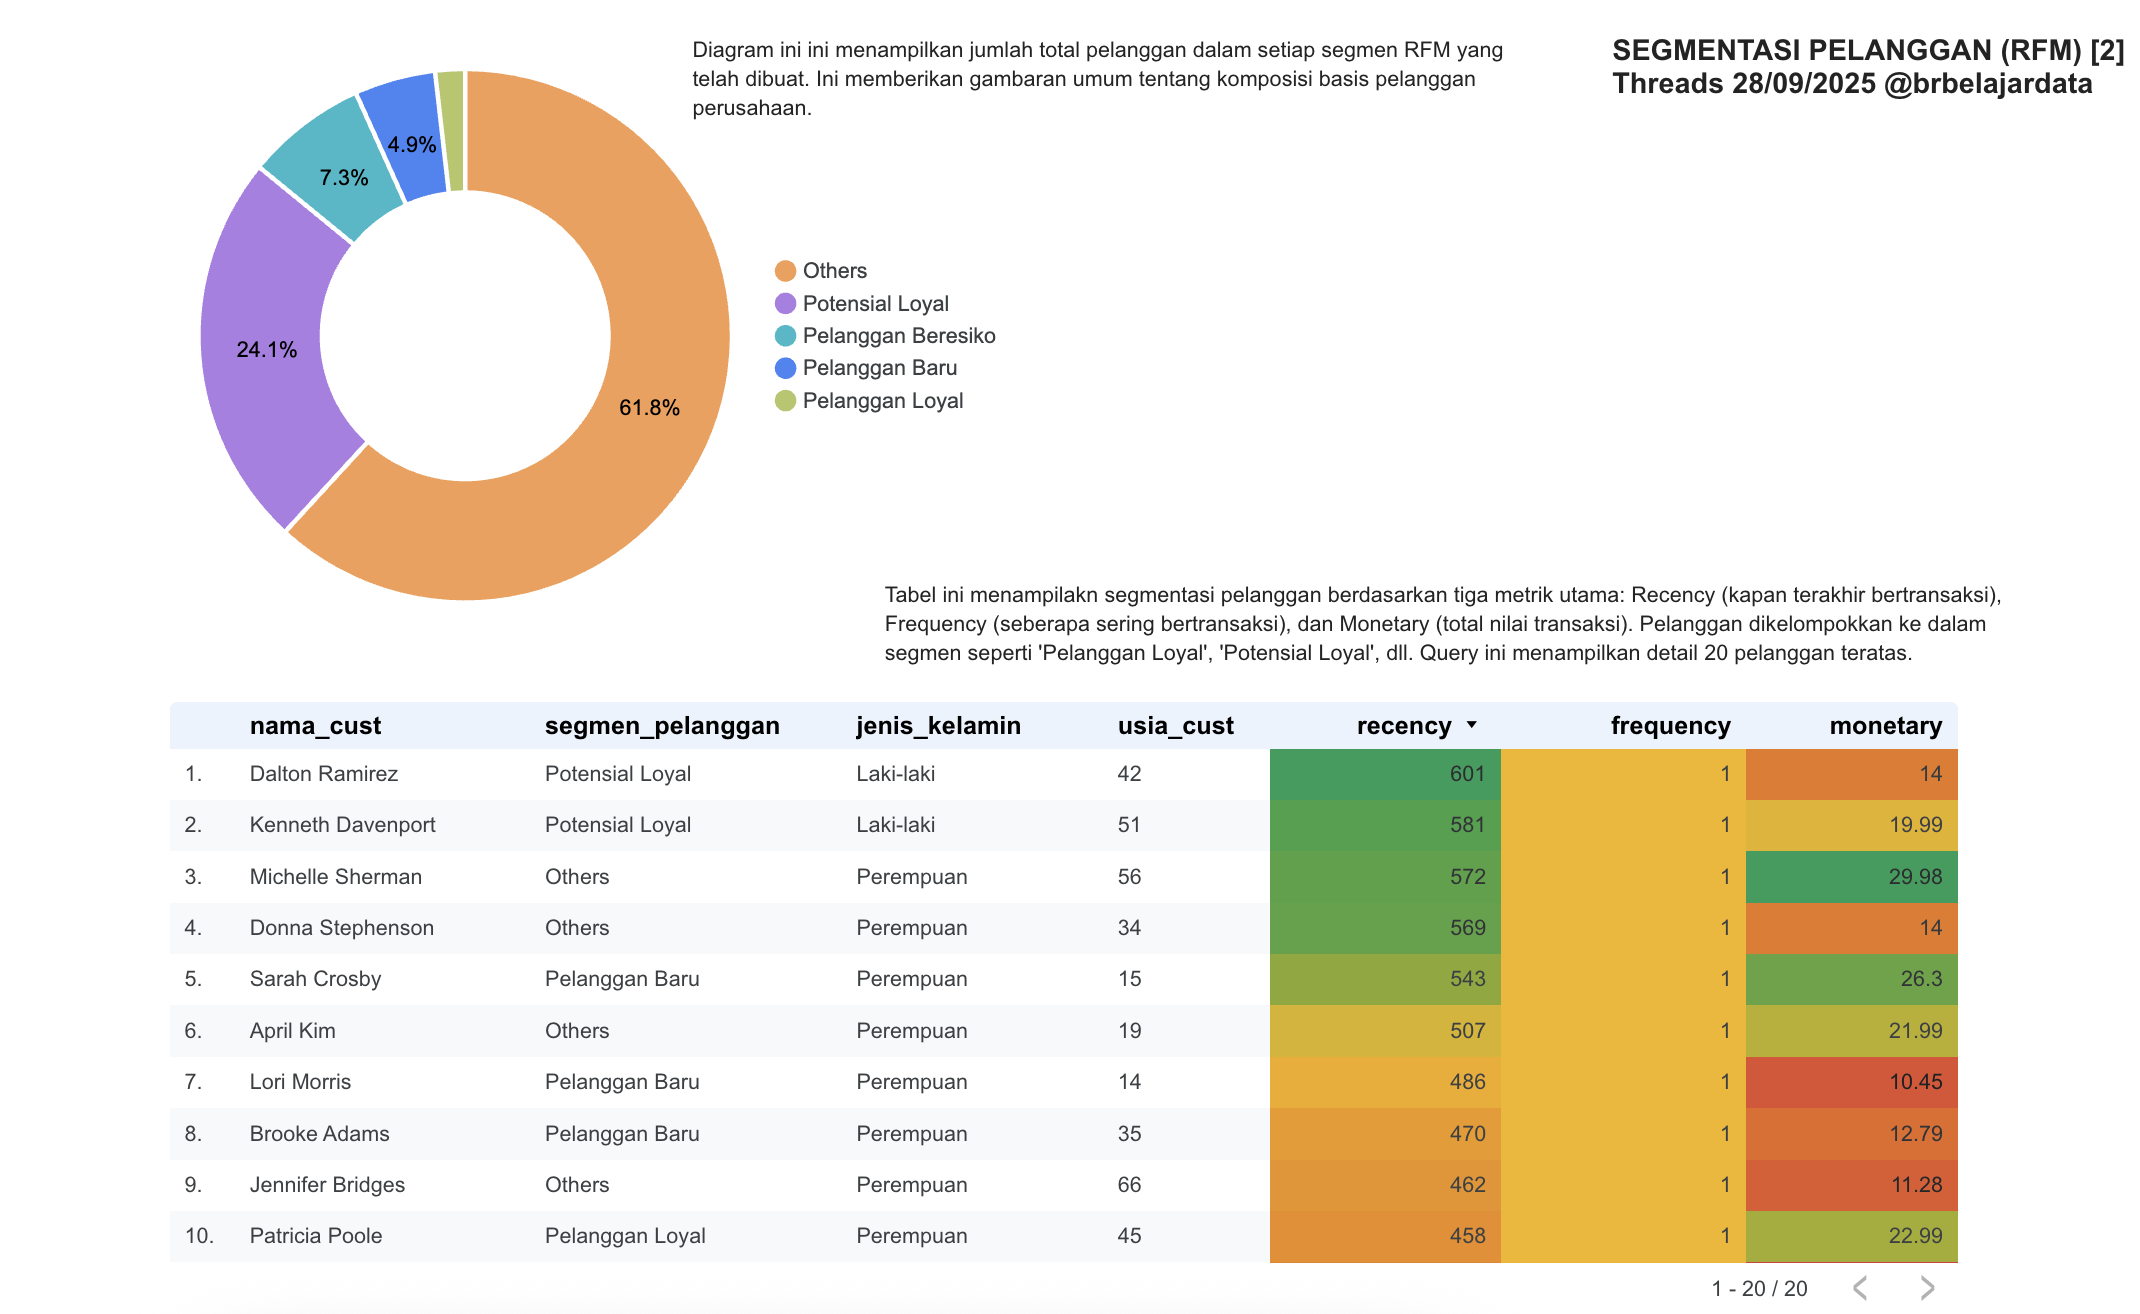 Diagram ini ini menampilkan jumlah total pelanggan dalam setiap segmen RFM yang
telah dibuat. Ini memberikan gambaran umum tentang komposisi basis pelanggan
perusahaan.
SEGMENTASI PELANGGAN (RFM) [2]
Threads 28/09/2025 @brbelajardata
4.9%
7.3%
24.1%
61.8%
Others
Potensial Loyal
Pelanggan Beresiko
Pelanggan Baru
Pelanggan Loyal
Tabel ini menampilakn segmentasi pelanggan berdasarkan tiga metrik utama: Recency (kapan terakhir bertransaksi),
Frequency (seberapa sering bertransaksi), dan Monetary (total nilai transaksi). Pelanggan dikelompokkan ke dalam
segmen seperti 'Pelanggan Loyal', 'Potensial Loyal', dll. Query ini menampilkan detail 20 pelanggan teratas.
nama_cust segmen_pelanggan jenis_kelamin usia_cust recency frequency monetary
1. Dalton Ramirez Potensial Loyal Laki-laki 42 601 1 14
2. Kenneth Davenport Potensial Loyal Laki-laki 51 581 1 19.99
3. Michelle Sherman Others Perempuan 56 572 1 29.98
4. Donna Stephenson Others Perempuan 34 569 1 14
5. Sarah Crosby Pelanggan Baru Perempuan 15 543 1 26.3
6. April Kim Others Perempuan 19 507 1 21.99
7. Lori Morris Pelanggan Baru Perempuan 14 486 1 10.45
8. Brooke Adams Pelanggan Baru Perempuan 35 470 1 12.79
9. Jennifer Bridges Others Perempuan 66 462 1 11.28
10. Patricia Poole Pelanggan Loyal Perempuan 45 458 1 22.99
1 - 20 / 20